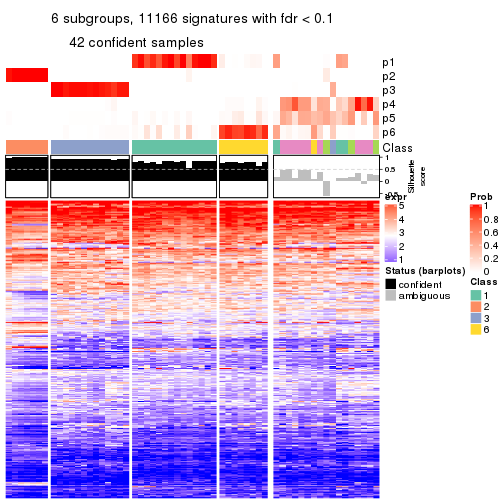 6 subgroups, 11166 signatures with fdr < 0.1
42 confident samples
p1
p2
p3
p4
p5
p6
Class
1
0.5
0
-0.5
Silhouette
score
expr
5
4
3
2
1
Status (barplots)
confident
ambiguous
Prob
1
0.8
0.6
0.4
0.2
0
Class
1
2
3
6